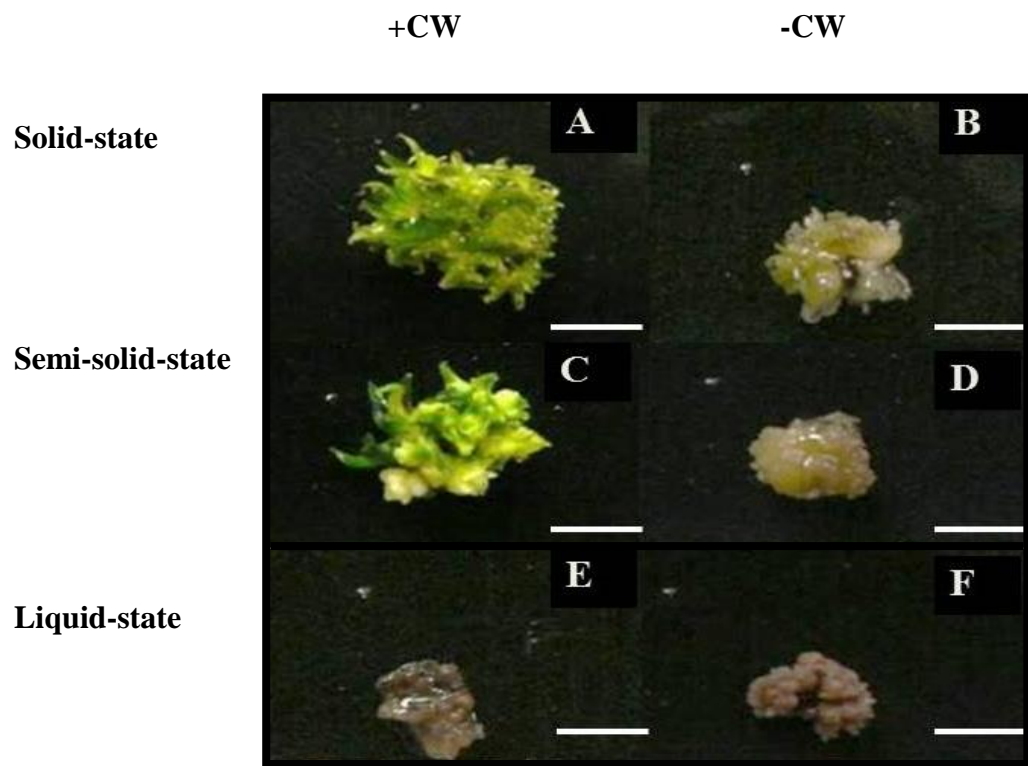 +CW -CW
Solid-state
A B
Semi-solid-state
C D
Liquid-state
E F